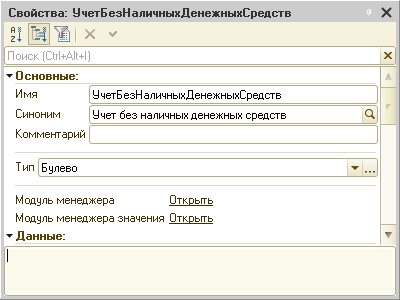 Свойства: УчетБезНаличныхДенежныхСредств
Поиск (Ctrl+Alt+I)
Основные:
Имя УчетБезНаличныхДенежныхСредств
Синоним Учет без наличных денежных средств
Комментарий
Тип Булево
Модуль менеджера Открыть
Модуль менеджера значения Открыть
Данные: